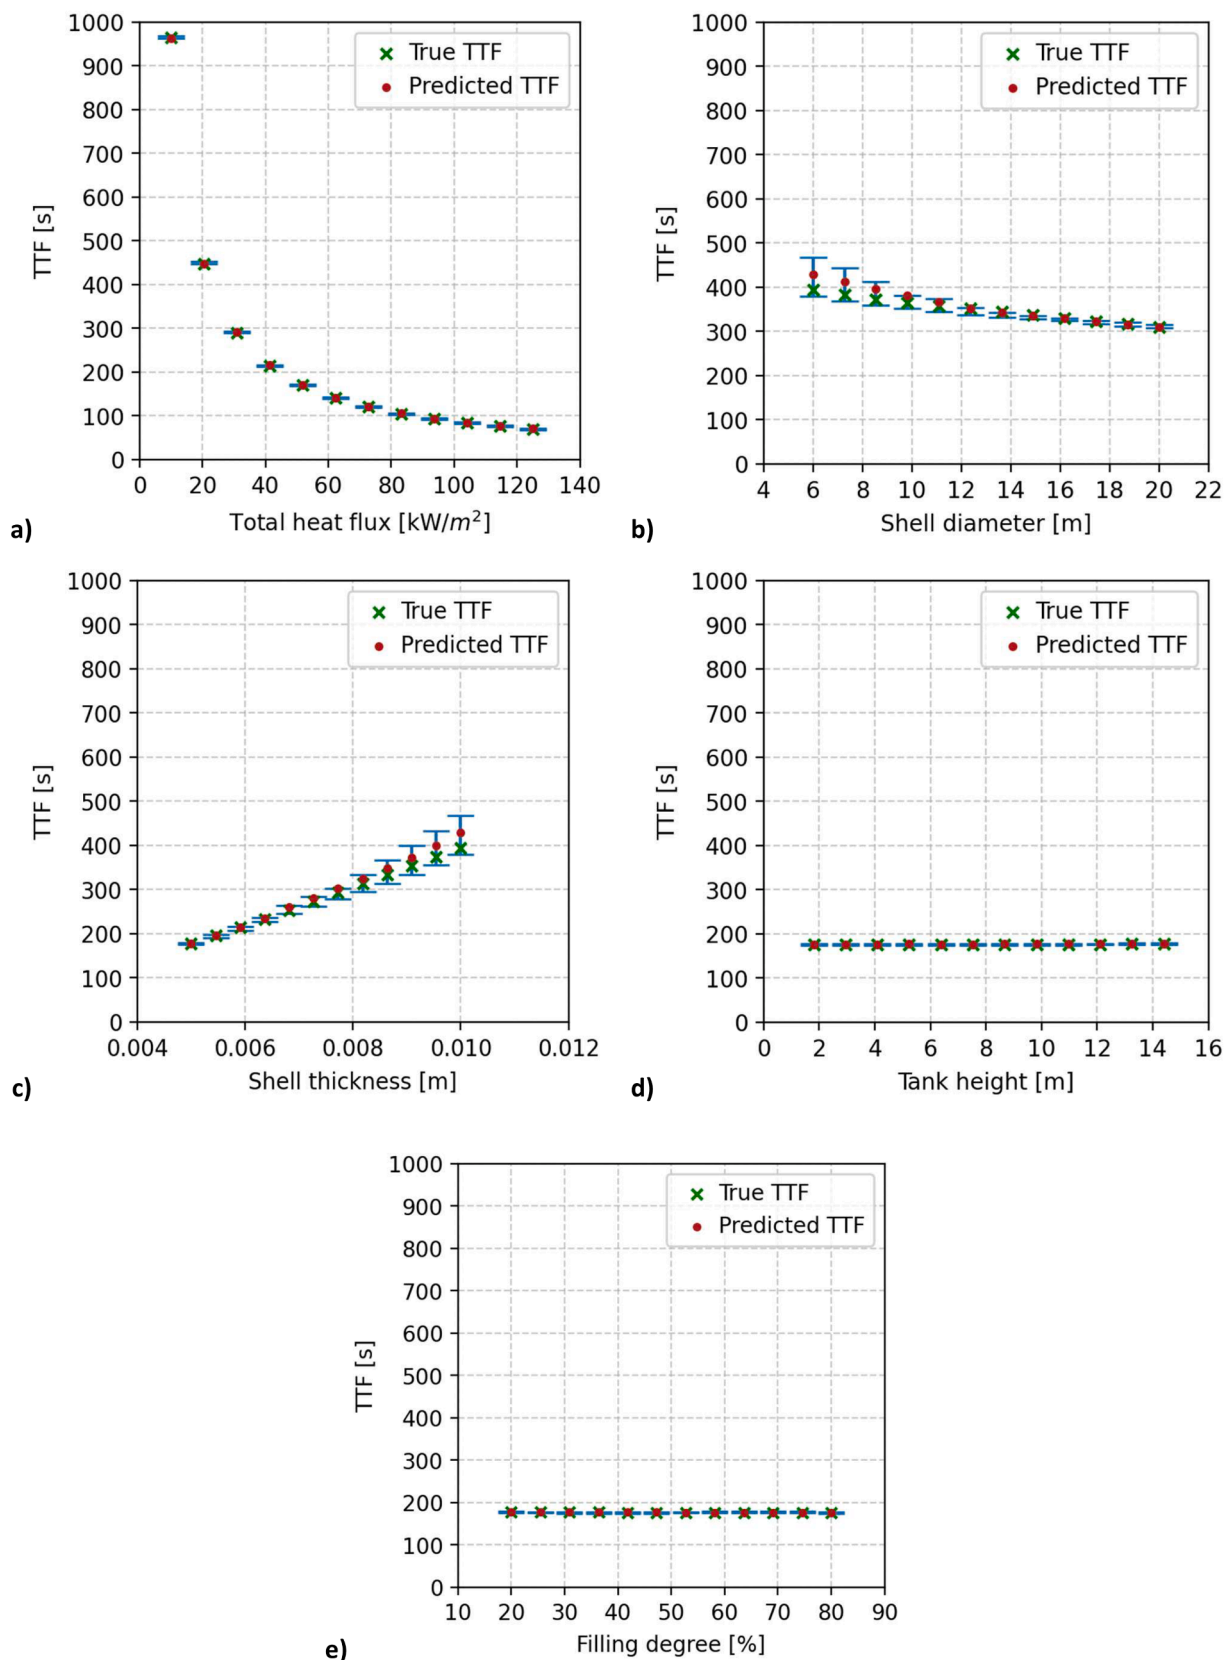 1000
900
800
700
600
500
400
300
200
100
0
TTF [s]
True TTF
Predicted TTF
0 20 40 60 80 100 120 140
Total heat flux [kW/m²]
a)
1000
900
800
700
600
500
400
300
200
100
0
TTF [s]
True TTF
Predicted TTF
4 6 8 10 12 14 16 18 20 22
Shell diameter [m]
b)
1000
900
800
700
600
500
400
300
200
100
0
TTF [s]
True TTF
Predicted TTF
0.004 0.006 0.008 0.010 0.012
Shell thickness [m]
c)
1000
900
800
700
600
500
400
300
200
100
0
TTF [s]
True TTF
Predicted TTF
0 2 4 6 8 10 12 14 16
Tank height [m]
d)
1000
900
800
700
600
500
400
300
200
100
0
TTF [s]
True TTF
Predicted TTF
10 20 30 40 50 60 70 80 90
Filling degree [%]
e)